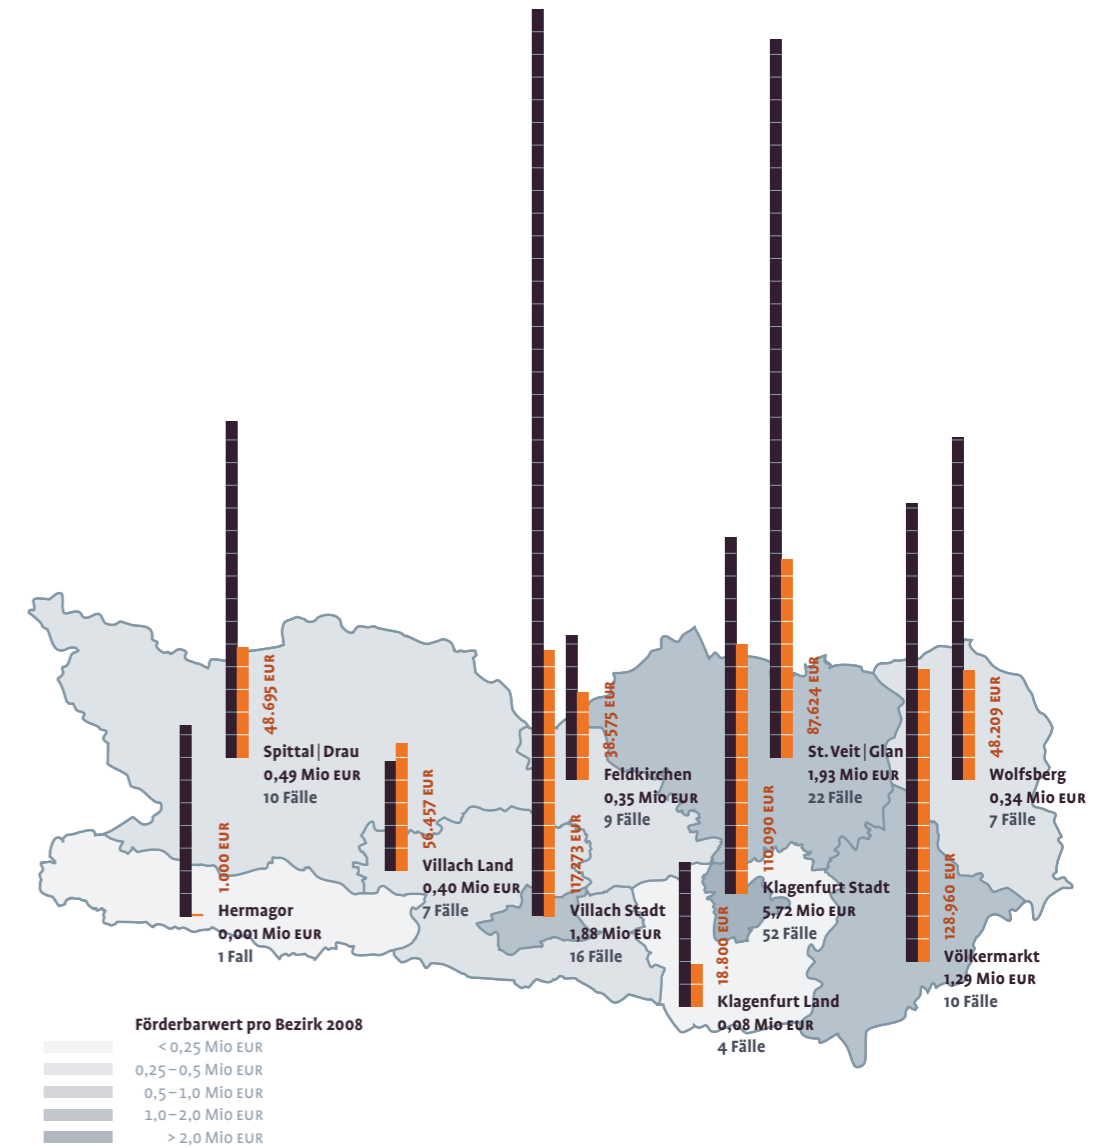 48.695 EUR
Spittal|Drau
0,49 Mio EUR
10 Fälle
1.000 EUR
Hermagor
0,001 Mio EUR
1 Fall
56.457 EUR
Villach Land
0,40 Mio EUR
7 Fälle
117.273 EUR
Villach Stadt
1,88 Mio EUR
16 Fälle
38.575 EUR
Feldkirchen
0,35 Mio EUR
9 Fälle
87.624 EUR
St. Veit|Glan
1,93 Mio EUR
22 Fälle
110.090 EUR
Klagenfurt Stadt
5,72 Mio EUR
52 Fälle
18.800 EUR
Klagenfurt Land
0,08 Mio EUR
4 Fälle
48.209 EUR
Wolfsberg
0,34 Mio EUR
7 Fälle
128.960 EUR
Völkermarkt
1,29 Mio EUR
10 Fälle
Förderbarwert pro Bezirk 2008
< 0,25 Mio EUR
0,25–0,5 Mio EUR
0,5–1,0 Mio EUR
1,0–2,0 Mio EUR
> 2,0 Mio EUR